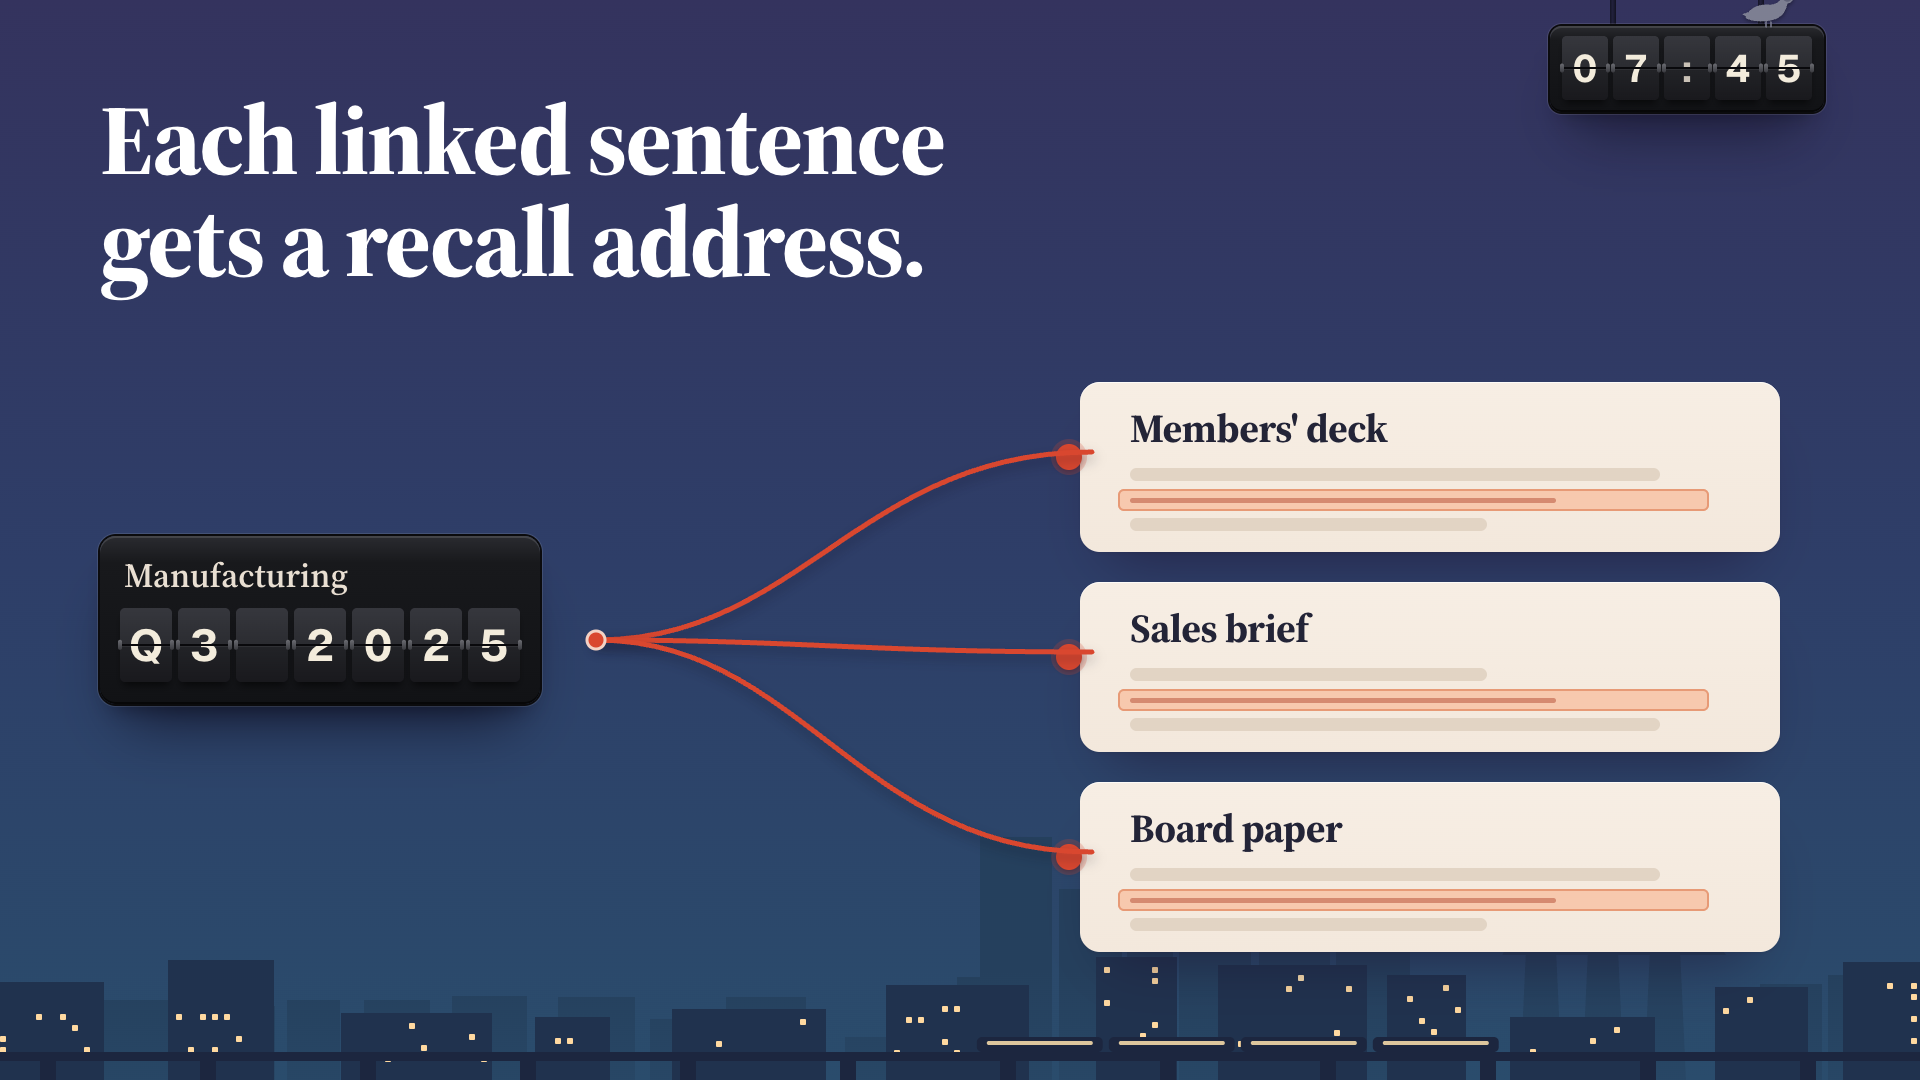 07:45
Each linked sentence
gets a recall address.
Members' deck
Manufacturing
Q3 2025
Sales brief
Board paper